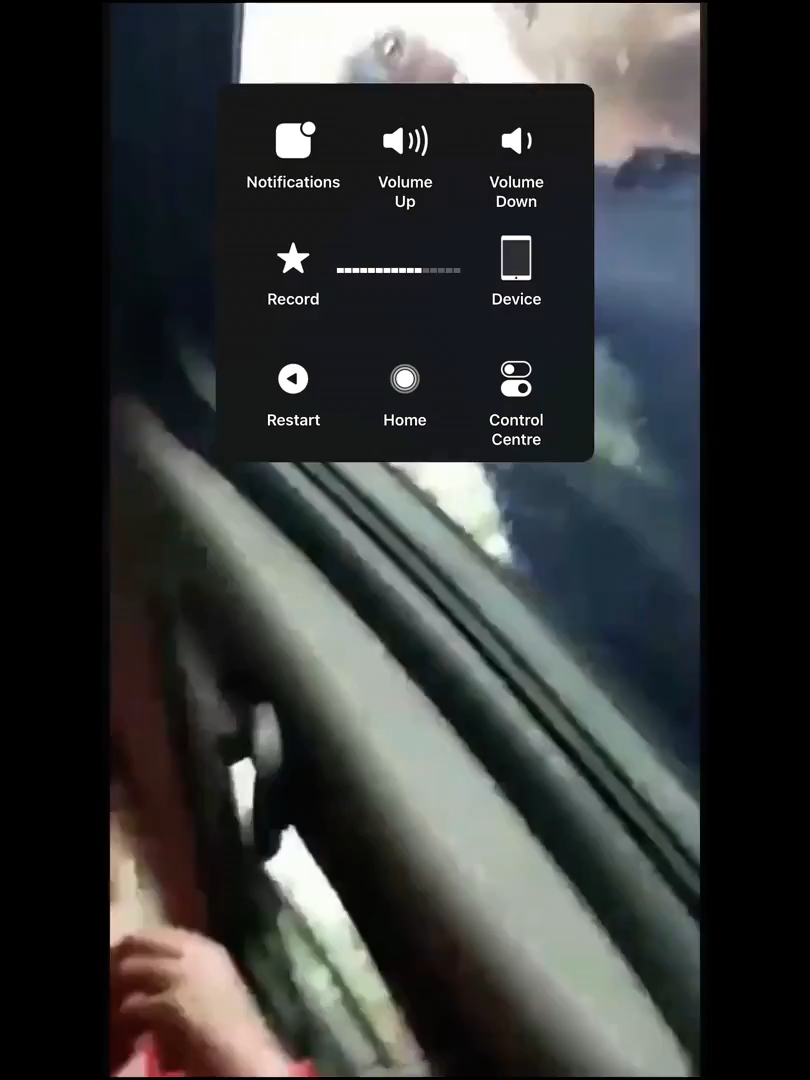 Notifications
Volume
Up
Volume
Down
Record
Device
Restart
Home
Control
Centre